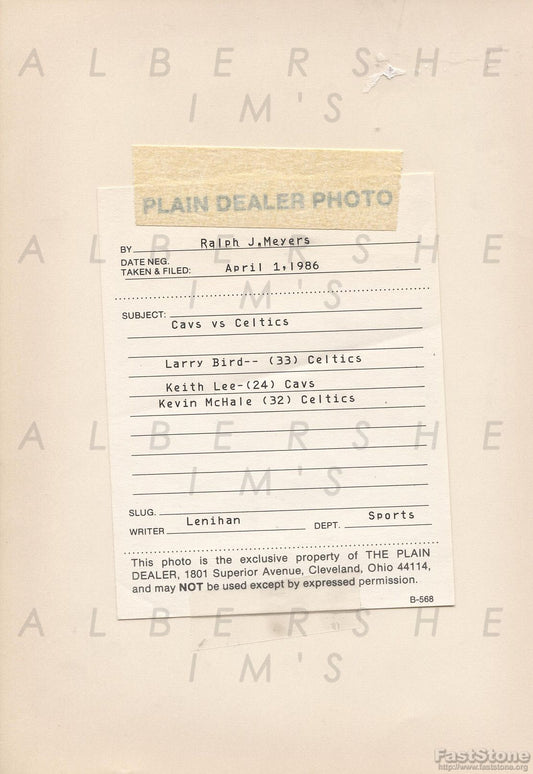 A L B E R S H E
I M ' S
PLAIN DEALER PHOTO
BY Ralph J.Meyers
DATE NEG.
TAKEN & FILED: April 1,1986
A L B E R S H E
I M ' S
SUBJECT:
Cavs vs Celtics
Larry Bird-- (33) Celtics
Keith Lee-(24) Cavs
Kevin McHale (32) Celtics
A L B E R S H E
I M ' S
SLUG.
WRITER Lenihan DEPT. Sports
This photo is the exclusive property of THE PLAIN
DEALER, 1801 Superior Avenue, Cleveland, Ohio 44114,
and may NOT be used except by expressed permission.
B-568
A L B E R S H E
I M ' S
FastStone
http://www.faststone.org